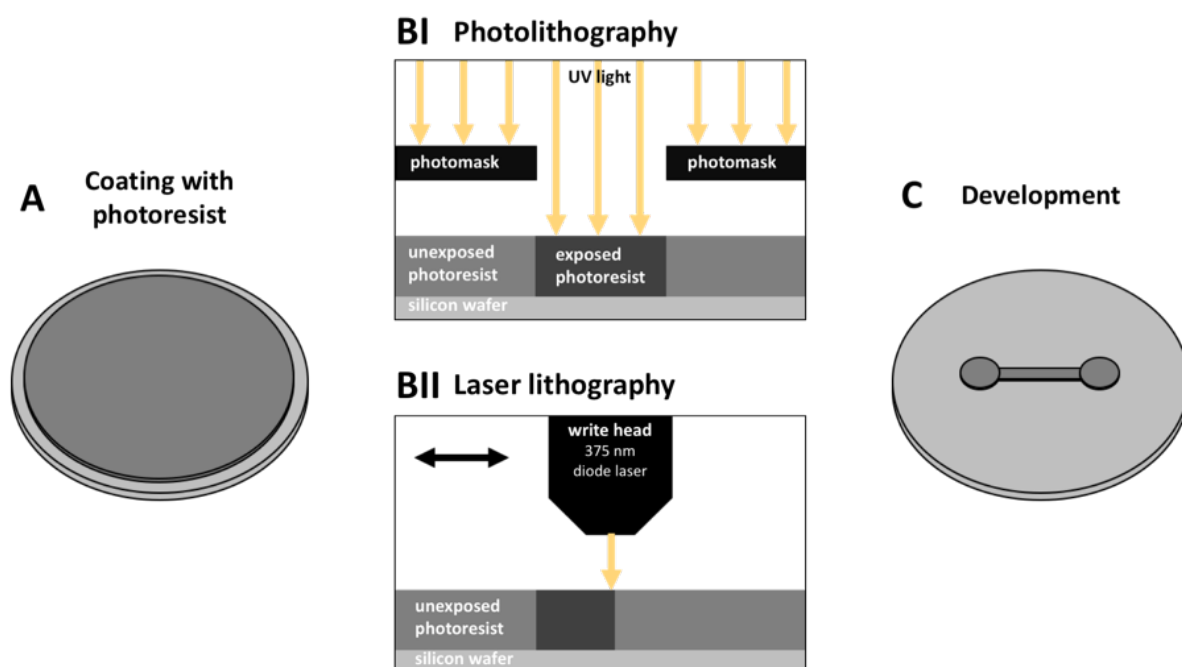 A
Coating with
photoresist
BI Photolithography
UV light
photomask
photomask
unexposed
photoresist
exposed
photoresist
silicon wafer
BII Laser lithography
write head
375 nm
diode laser
unexposed
photoresist
silicon wafer
C Development